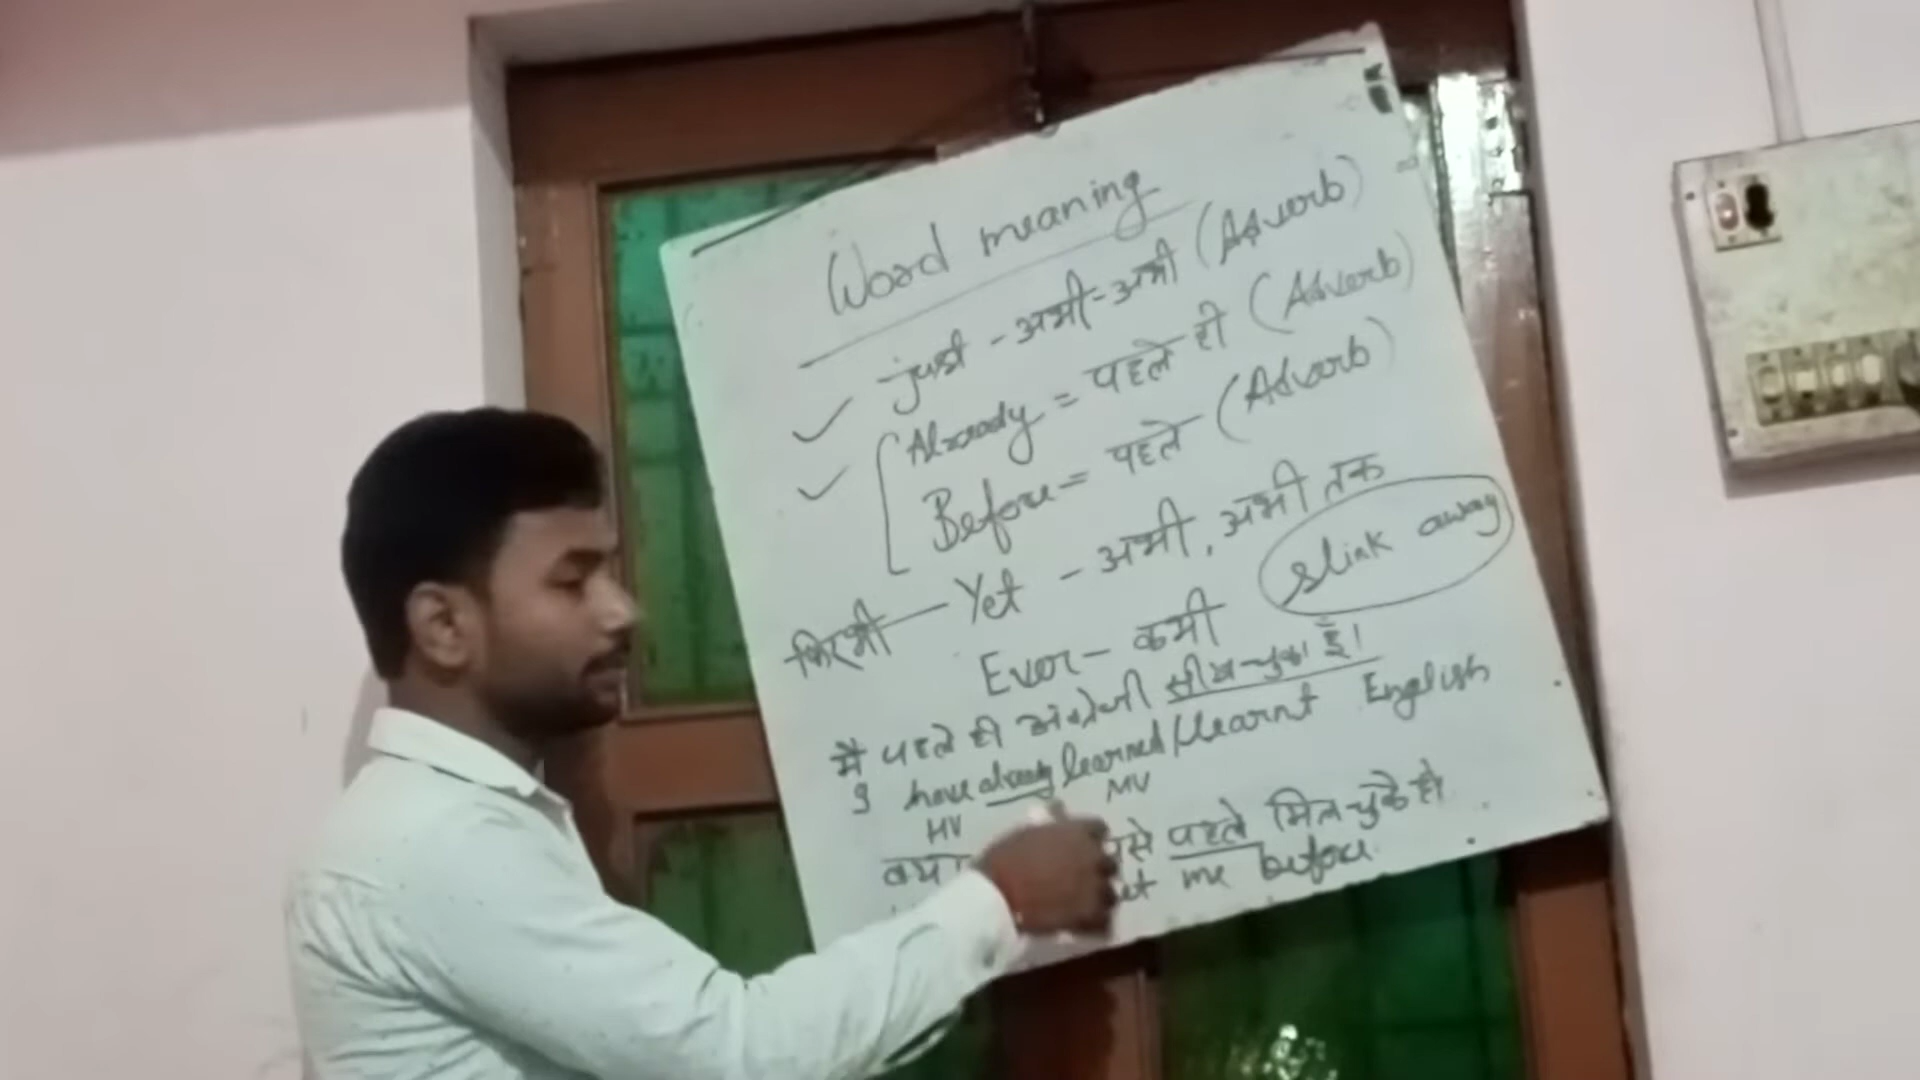 Word meaning
just - अभी-अभी (Adverb)
Already = पहले ही (Adverb)
Before = पहले (Adverb)
फिरभी — Yet - अभी, अभी तक
slink away
Ever - कभी
मैं पहले ही अंग्रेजी सीख-चुका हूँ।
I have already learned/learnt English
HV MV
क्या पहले मिल-चुके हो
me before.